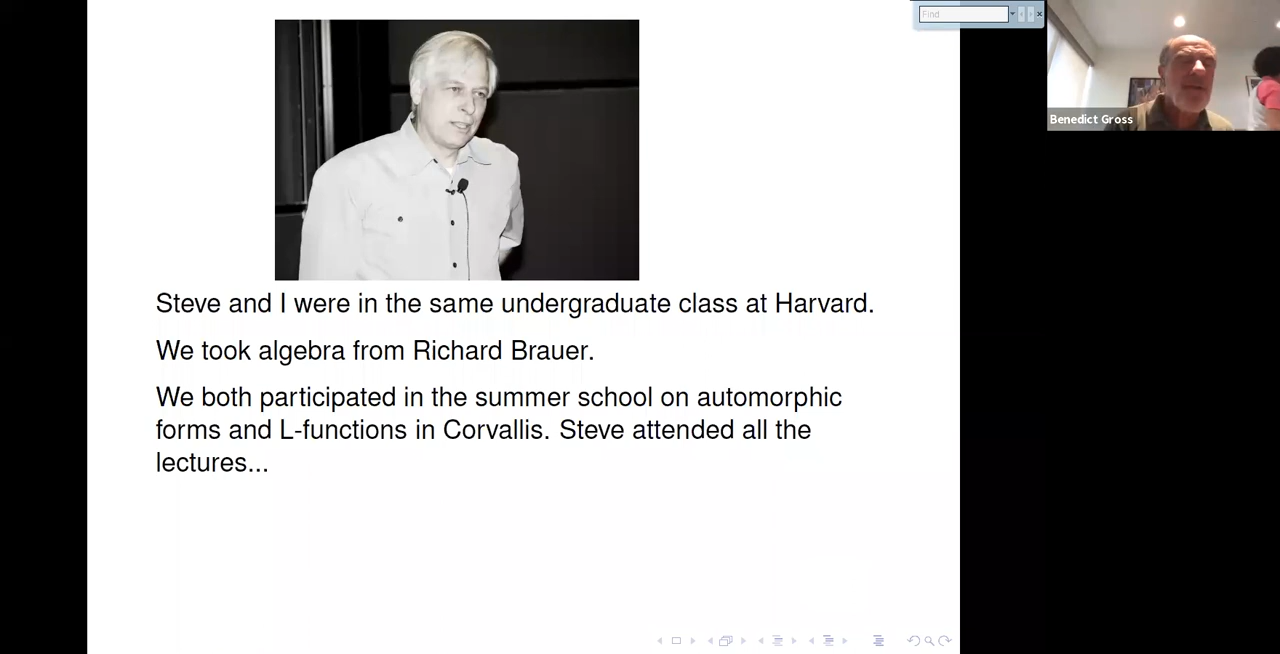 Find
Benedict Gross
Steve and I were in the same undergraduate class at Harvard.
We took algebra from Richard Brauer.
We both participated in the summer school on automorphic
forms and L-functions in Corvallis. Steve attended all the
lectures...